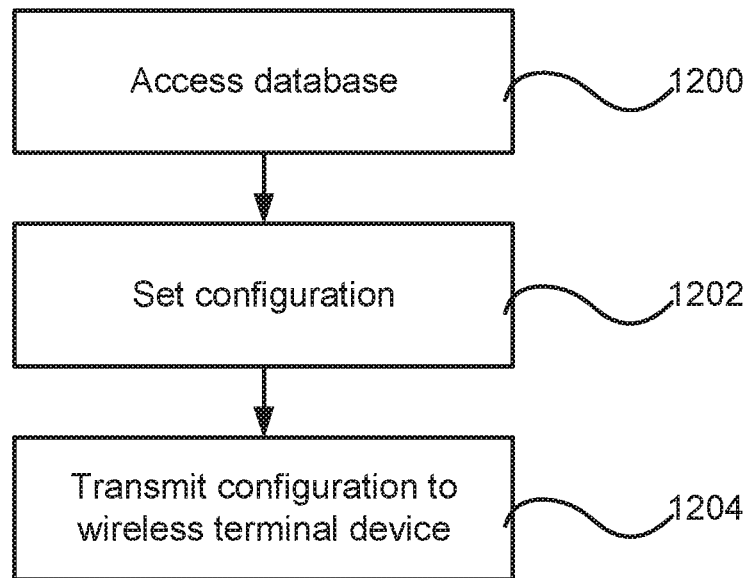 Access database
1200
Set configuration
1202
Transmit configuration to
wireless terminal device
1204